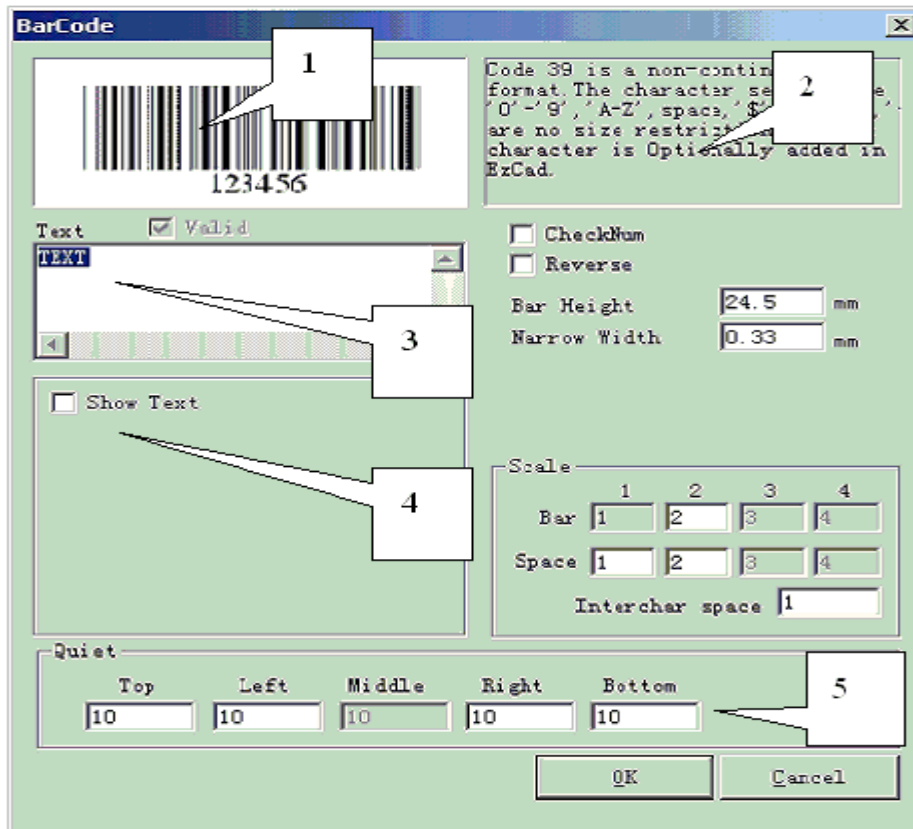 BarCode
1
123456
Code 39 is a non-contin
format.The character se
'0'-'9', 'A-Z', space,'$'
are no size restrict
character is Optionally added in
EzCad.
2
Text Valid
TEXT
3
CheckNum
Reverse
Bar Height 24.5 mm
Narrow Width 0.33 mm
Show Text
4
Scale
1 2 3 4
Bar 1 2 3 4
Space 1 2 3 4
Interchar space 1
Quiet
Top Left Middle Right Bottom
10 10 10 10 10
5
OK Cancel